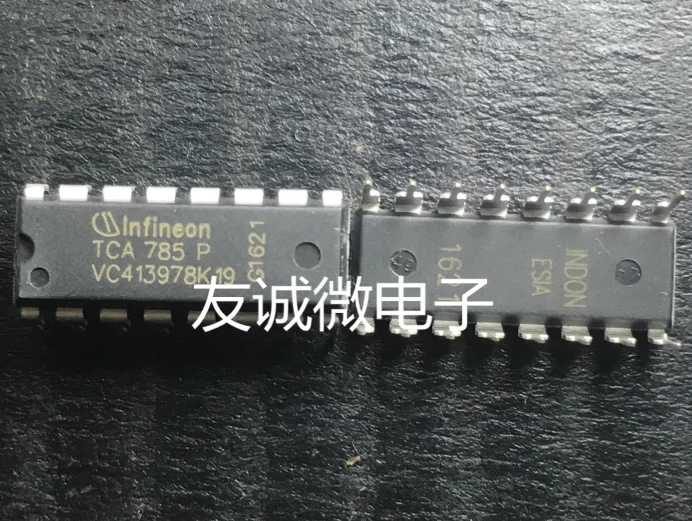 Infineon
TCA 785 P
VC413978K19
G1621
友诚微电子
1621
INDON
ESIA